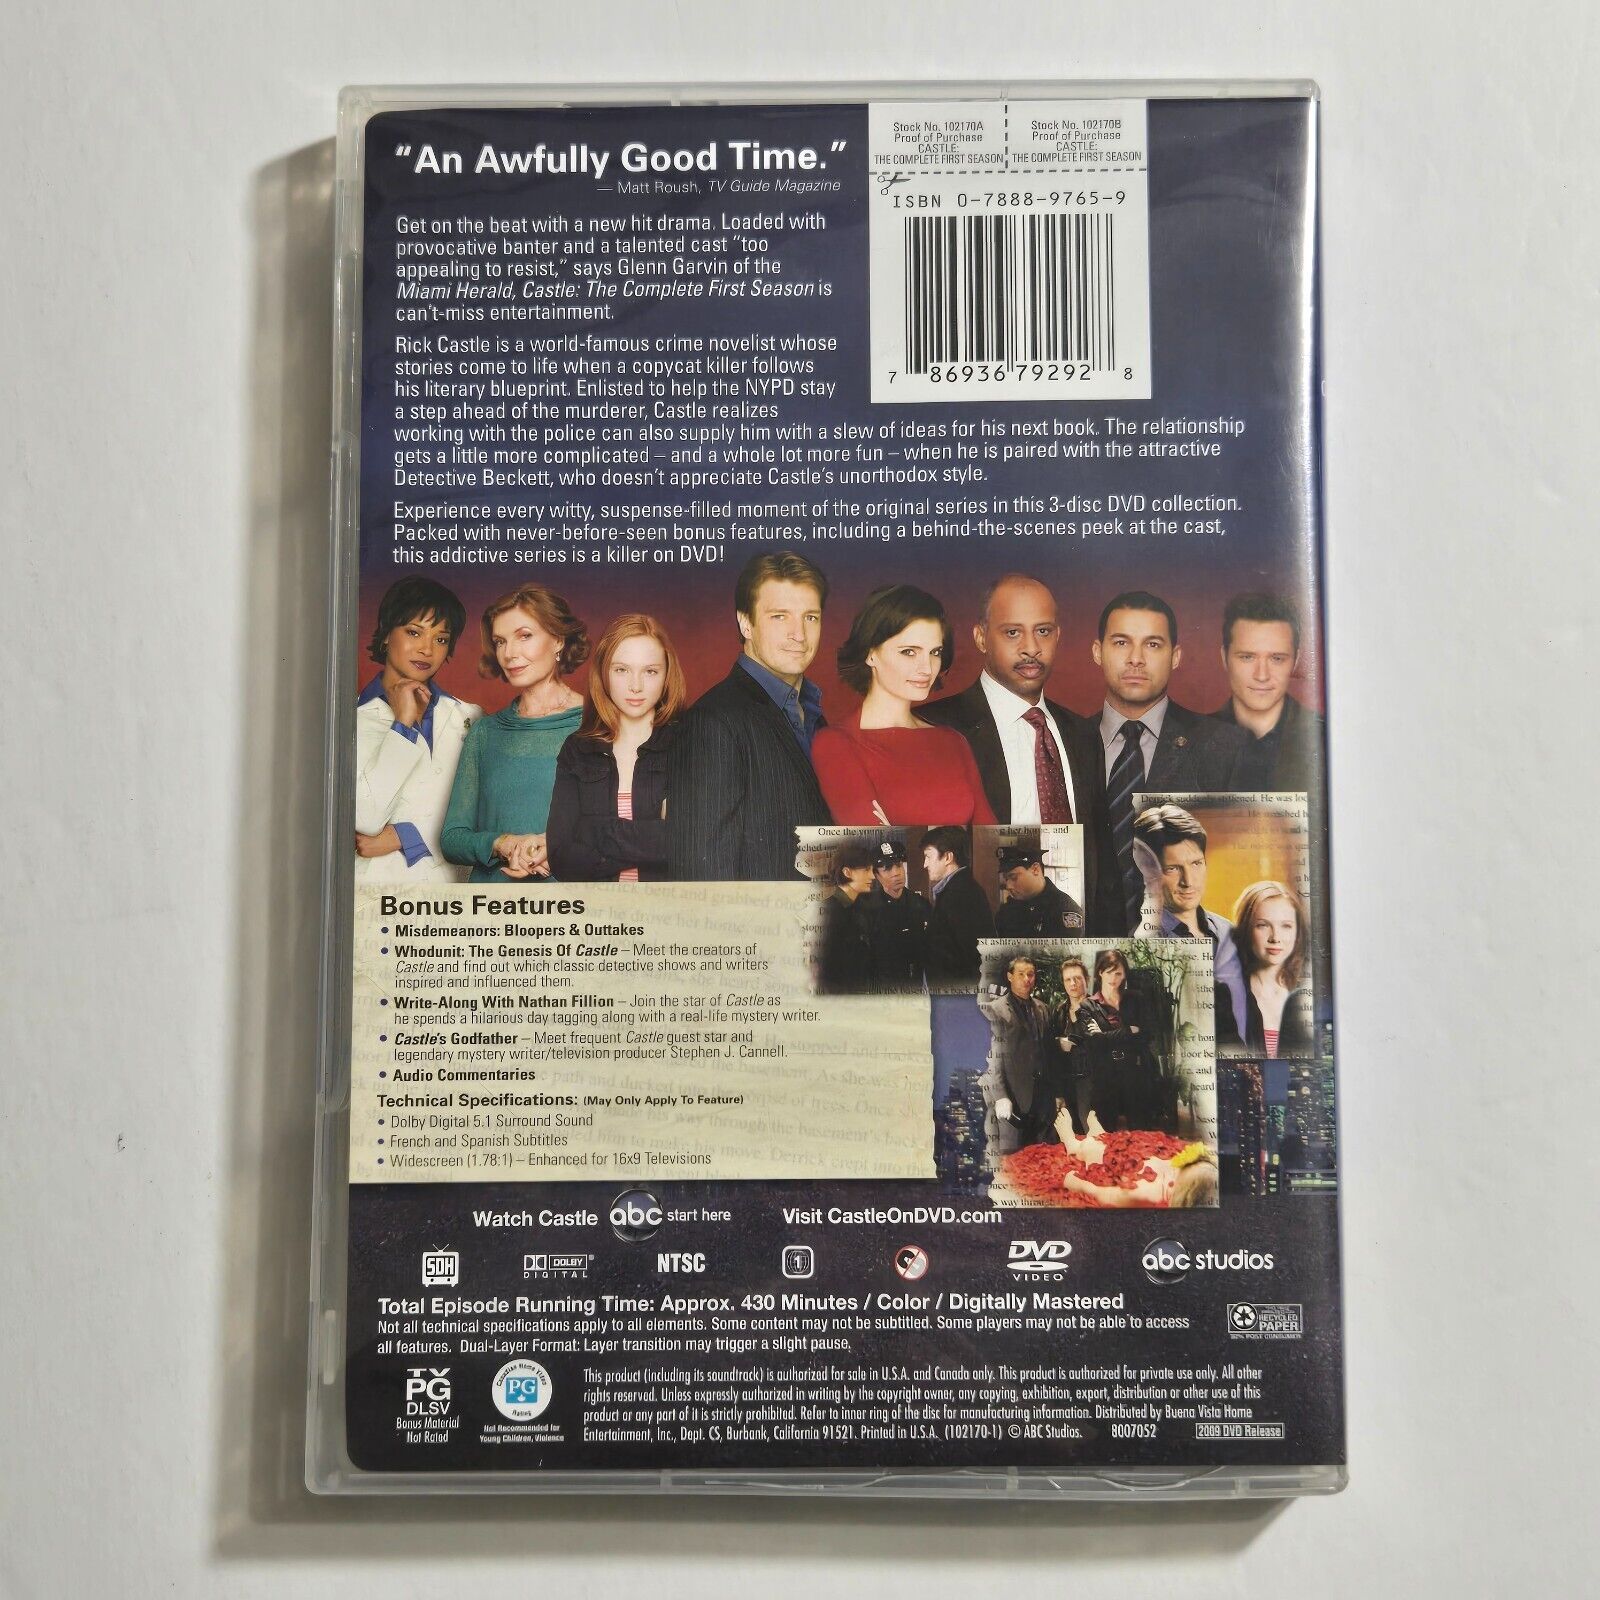 "An Awfully Good Time."
— Matt Roush, TV Guide Magazine
Get on the beat with a new hit drama. Loaded with
provocative banter and a talented cast "too
appealing to resist," says Glenn Garvin of the
Miami Herald, Castle: The Complete First Season is
can't-miss entertainment.
Rick Castle is a world-famous crime novelist whose
stories come to life when a copycat killer follows
his literary blueprint. Enlisted to help the NYPD stay
a step ahead of the murderer, Castle realizes
working with the police can also supply him with a slew of ideas for his next book. The relationship
gets a little more complicated – and a whole lot more fun – when he is paired with the attractive
Detective Beckett, who doesn't appreciate Castle's unorthodox style.
Experience every witty, suspense-filled moment of the original series in this 3-disc DVD collection.
Packed with never-before-seen bonus features, including a behind-the-scenes peek at the cast,
this addictive series is a killer on DVD!
Stock No. 102170A
Proof of Purchase
CASTLE:
THE COMPLETE FIRST SEASON
Stock No. 102170B
Proof of Purchase
CASTLE:
THE COMPLETE FIRST SEASON
ISBN 0-7888-9765-9
7 86936 79292 8
Derrick suddenly stiffened. He was
Once the young
her home, and
Bonus Features
• Misdemeanors: Bloopers & Outtakes
• Whodunit: The Genesis Of Castle – Meet the creators of
Castle and find out which classic detective shows and writers
inspired and influenced them.
• Write-Along With Nathan Fillion – Join the star of Castle as
he spends a hilarious day tagging along with a real-life mystery writer.
• Castle's Godfather – Meet frequent Castle guest star and
legendary mystery writer/television producer Stephen J. Cannell.
• Audio Commentaries
Technical Specifications: (May Only Apply To Feature)
• Dolby Digital 5.1 Surround Sound
• French and Spanish Subtitles
• Widescreen (1.78:1) – Enhanced for 16x9 Televisions
Watch Castle abc start here
Visit CastleOnDVD.com
SDH
DOLBY DIGITAL
NTSC
1
DVD VIDEO
abc studios
Total Episode Running Time: Approx. 430 Minutes / Color / Digitally Mastered
Not all technical specifications apply to all elements. Some content may not be subtitled. Some players may not be able to access
all features. Dual-Layer Format: Layer transition may trigger a slight pause.
RECYCLED
PAPER
TV
PG
DLSV
Bonus Material
Not Rated
Canadian Home Video
PG
Rating
Not Recommended for
Young Children, Violence
This product (including its soundtrack) is authorized for sale in U.S.A. and Canada only. This product is authorized for private use only. All other
rights reserved. Unless expressly authorized in writing by the copyright owner, any copying, exhibition, export, distribution or other use of this
product or any part of it is strictly prohibited. Refer to inner ring of the disc for manufacturing information. Distributed by Buena Vista Home
Entertainment, Inc., Dept. CS, Burbank, California 91521. Printed in U.S.A. (102170-1) © ABC Studios. 8007052
2009 DVD Release